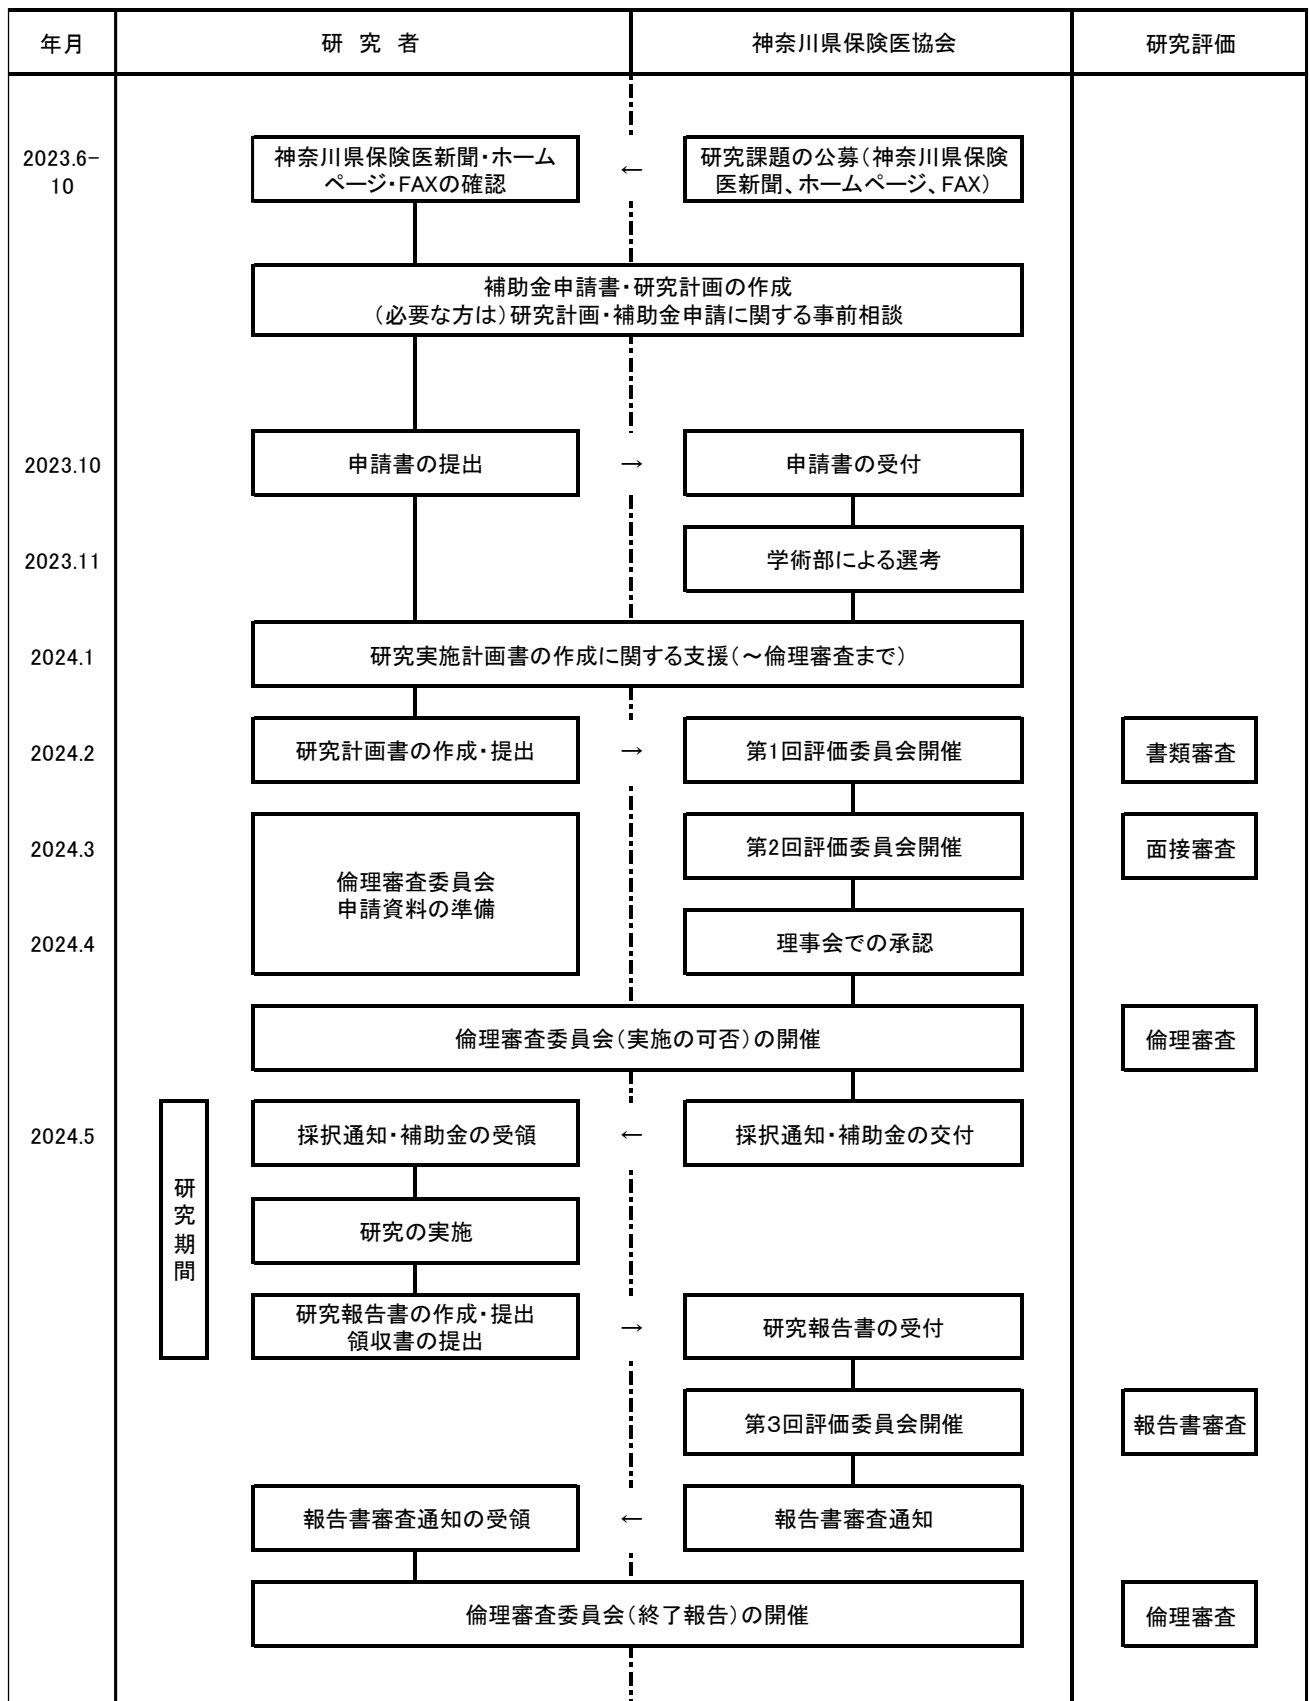 年月
研 究 者
神奈川県保険医協会
研究評価
2023.6-
10
神奈川県保険医新聞・ホーム
ページ・FAXの確認
←
研究課題の公募(神奈川県保険
医新聞、ホームページ、FAX)
補助金申請書・研究計画の作成
(必要な方は)研究計画・補助金申請に関する事前相談
2023.10
申請書の提出
→
申請書の受付
2023.11
学術部による選考
2024.1
研究実施計画書の作成に関する支援(~倫理審査まで)
2024.2
研究計画書の作成・提出
→
第1回評価委員会開催
書類審査
2024.3
倫理審査委員会
申請資料の準備
第2回評価委員会開催
面接審査
2024.4
理事会での承認
倫理審査委員会(実施の可否)の開催
倫理審査
2024.5
研究期間
採択通知・補助金の受領
←
採択通知・補助金の交付
研究の実施
研究報告書の作成・提出
領収書の提出
→
研究報告書の受付
第3回評価委員会開催
報告書審査
報告書審査通知の受領
←
報告書審査通知
倫理審査委員会(終了報告)の開催
倫理審査